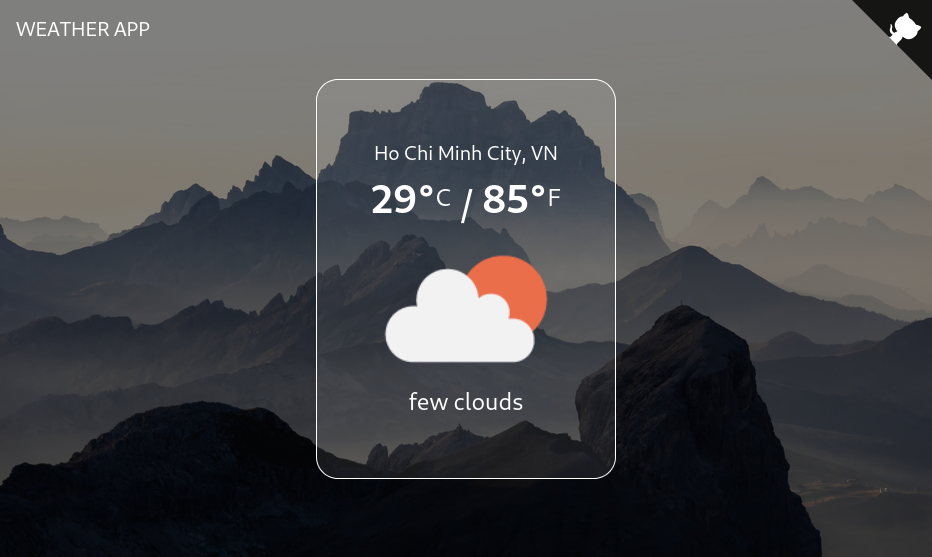 WEATHER APP
Ho Chi Minh City, VN
29°C / 85°F
few clouds